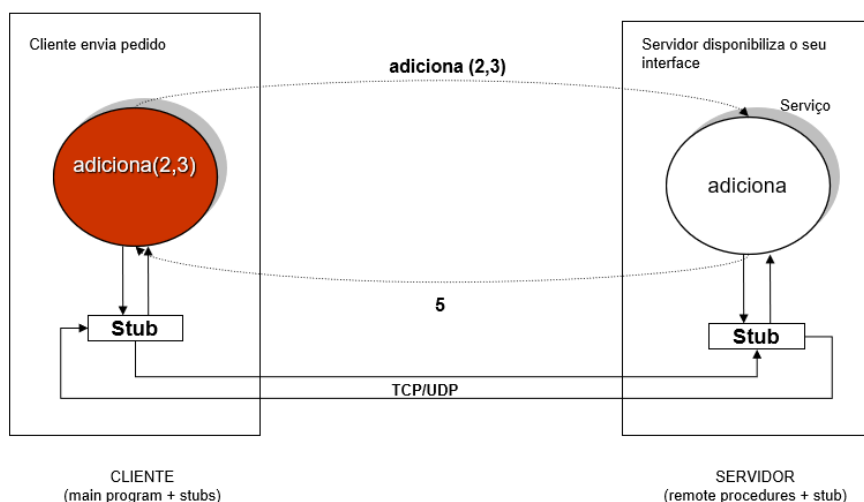 Cliente envia pedido
adiciona (2,3)
Servidor disponibiliza o seu
interface
Serviço
adiciona(2,3)
adiciona
5
Stub
Stub
TCP/UDP
CLIENTE
(main program + stubs)
SERVIDOR
(remote procedures + stub)